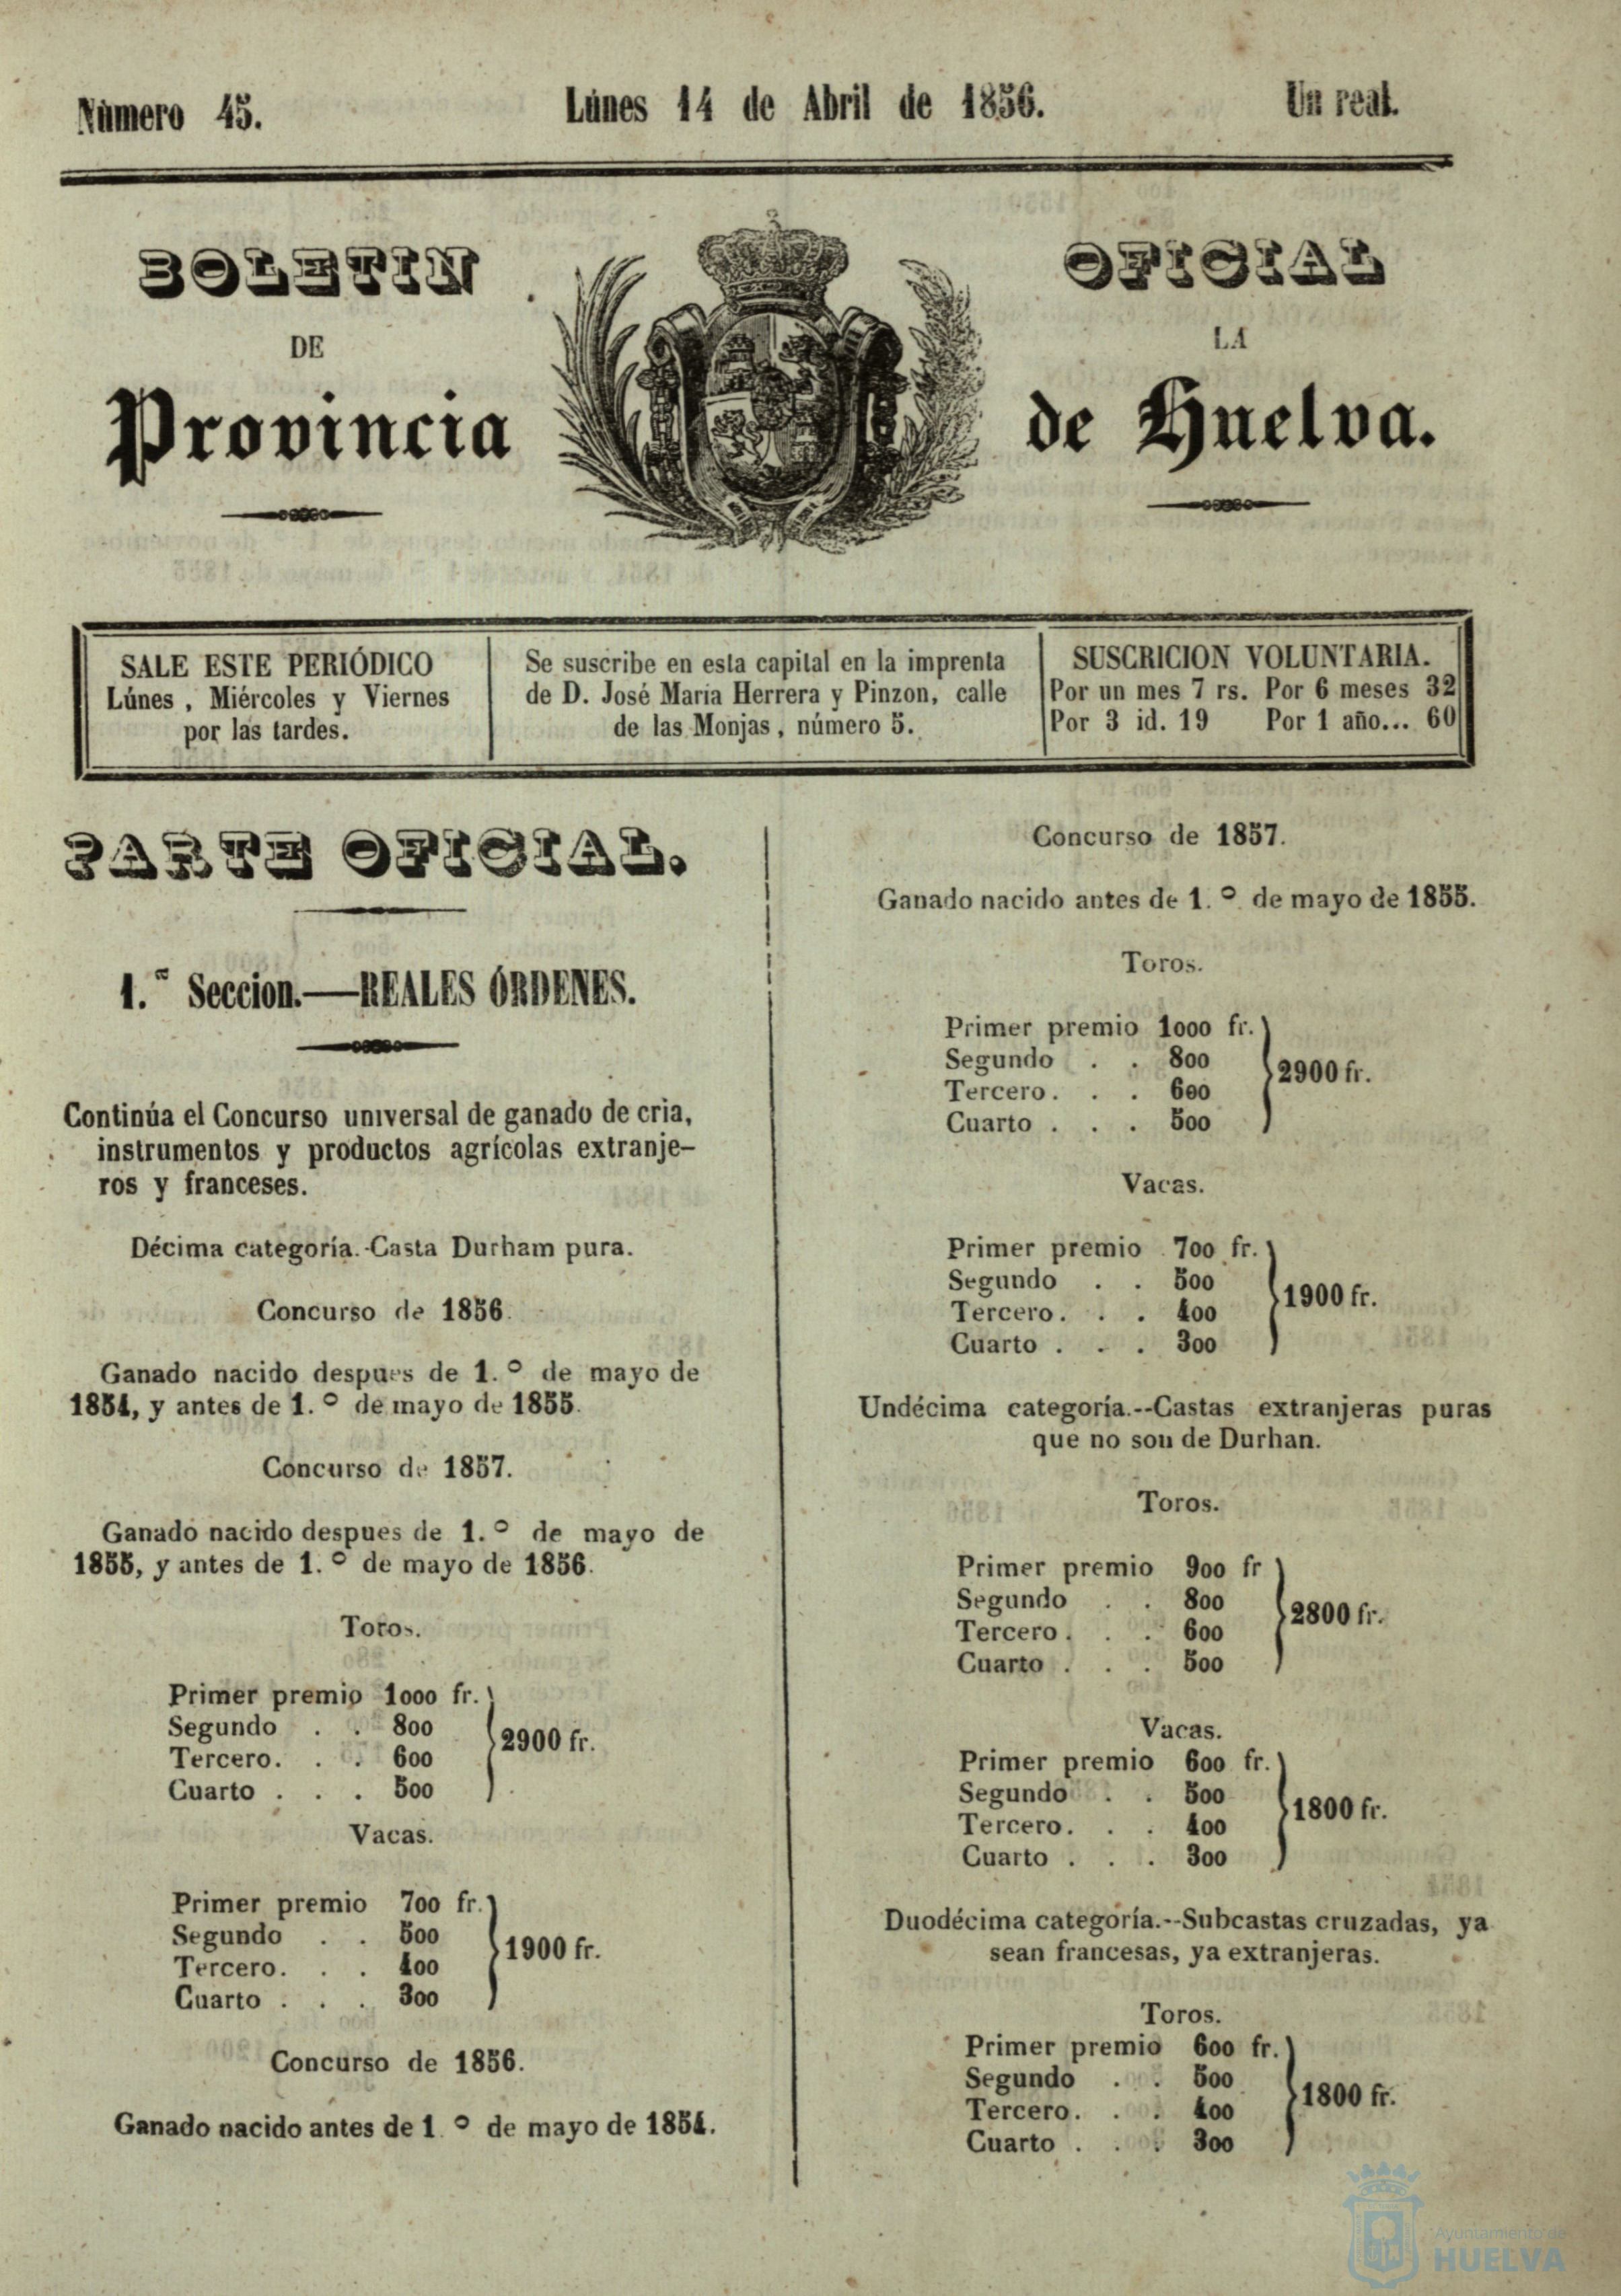 Número 45.
Lúnes 14 de Abril de 1856.
Un real.
BOLETIN OFICIAL
DE LA
Provincia de Huelva.
SALE ESTE PERIÓDICO
Lúnes, Miércoles y Viernes
por las tardes.
Se suscribe en esta capital en la imprenta
de D. José María Herrera y Pinzon, calle
de las Monjas, número 5.
SUSCRICION VOLUNTARIA.
Por un mes 7 rs. Por 6 meses 32
Por 3 id. 19 Por 1 año... 60
PARTE OFICIAL.
1.ª Seccion.—REALES ÓRDENES.
Continúa el Concurso universal de ganado de cria,
instrumentos y productos agrícolas extranje-
ros y franceses.
Décima categoría.-Casta Durham pura.
Concurso de 1856.
Ganado nacido despues de 1.º de mayo de
1854, y antes de 1.º de mayo de 1855.
Concurso de 1857.
Ganado nacido despues de 1.º de mayo de
1855, y antes de 1.º de mayo de 1856.
Toros.
Primer premio 1000 fr.
Segundo . . 800
Tercero. . . 600
Cuarto . . . 500
2900 fr.
Vacas.
Primer premio 700 fr.
Segundo . . 500
Tercero. . . 400
Cuarto . . . 300
1900 fr.
Concurso de 1856.
Ganado nacido antes de 1.º de mayo de 1854.
Concurso de 1857.
Ganado nacido antes de 1.º de mayo de 1855.
Toros.
Primer premio 1000 fr.
Segundo . . 800
Tercero. . . 600
Cuarto . . . 500
2900 fr.
Vacas.
Primer premio 700 fr.
Segundo . . 500
Tercero. . . 400
Cuarto . . . 300
1900 fr.
Undécima categoría.--Castas extranjeras puras
que no son de Durhan.
Toros.
Primer premio 900 fr
Segundo . . 800
Tercero. . . 600
Cuarto . . . 500
2800 fr.
Vacas.
Primer premio 600 fr.
Segundo . . 500
Tercero. . . 400
Cuarto . . . 300
1800 fr.
Duodécima categoría.--Subcastas cruzadas, ya
sean francesas, ya extranjeras.
Toros.
Primer premio 600 fr.
Segundo . . 500
Tercero. . . 400
Cuarto . . . 300
1800 fr.
Ayuntamiento de
HUELVA